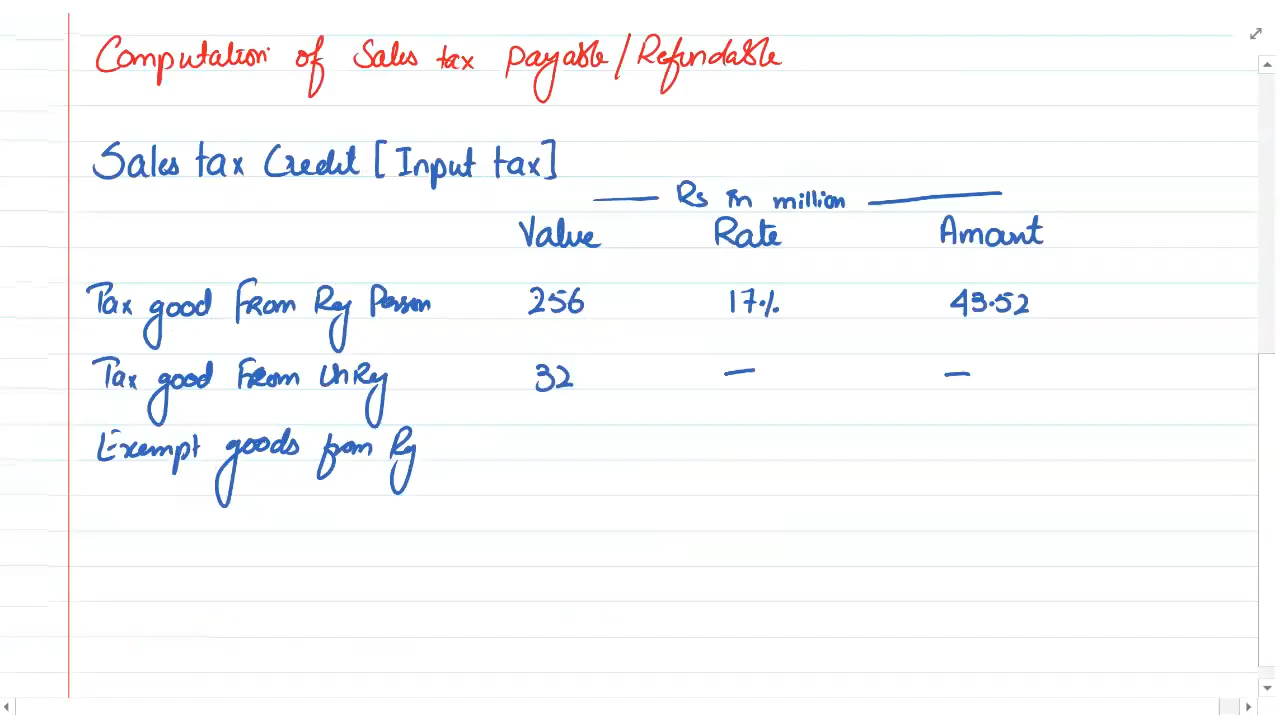 Computation of Sales tax Payable/Refundable
Sales tax Credit [Input tax]
Rs in million
Value Rate Amount
Tax good From Reg Person 256 17% 43.52
Tax good From UnReg 32 — —
Exempt goods from Reg